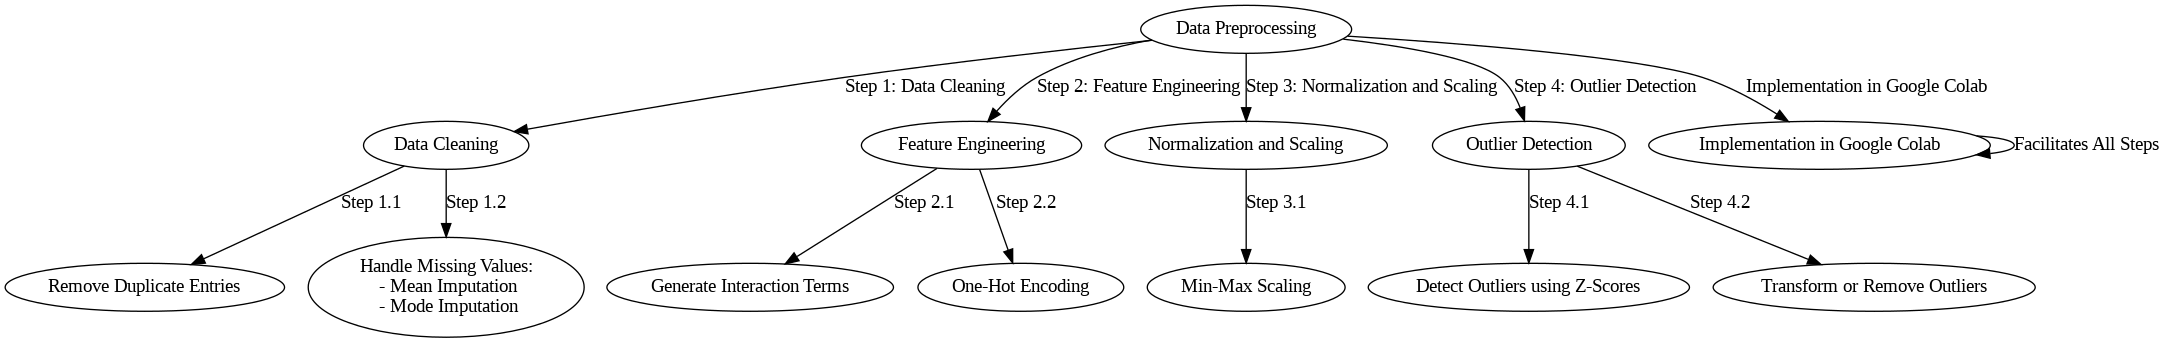 Data Preprocessing
Step 1: Data Cleaning
Step 2: Feature Engineering
Step 3: Normalization and Scaling
Step 4: Outlier Detection
Implementation in Google Colab
Data Cleaning
Feature Engineering
Normalization and Scaling
Outlier Detection
Implementation in Google Colab
Facilitates All Steps
Step 1.1
Step 1.2
Step 2.1
Step 2.2
Step 3.1
Step 4.1
Step 4.2
Remove Duplicate Entries
Handle Missing Values:
- Mean Imputation
- Mode Imputation
Generate Interaction Terms
One-Hot Encoding
Min-Max Scaling
Detect Outliers using Z-Scores
Transform or Remove Outliers